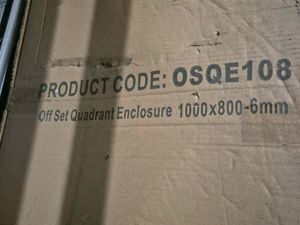 PRODUCT CODE: OSQE108
Off Set Quadrant Enclosure 1000x800-6mm